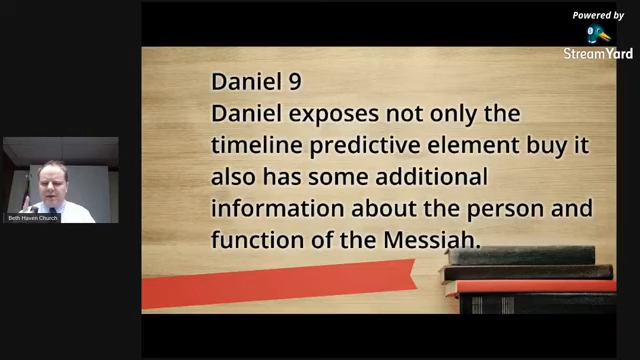 Powered by
StreamYard
Daniel 9
Daniel exposes not only the
timeline predictive element buy it
also has some additional
information about the person and
function of the Messiah.
Beth Haven Church